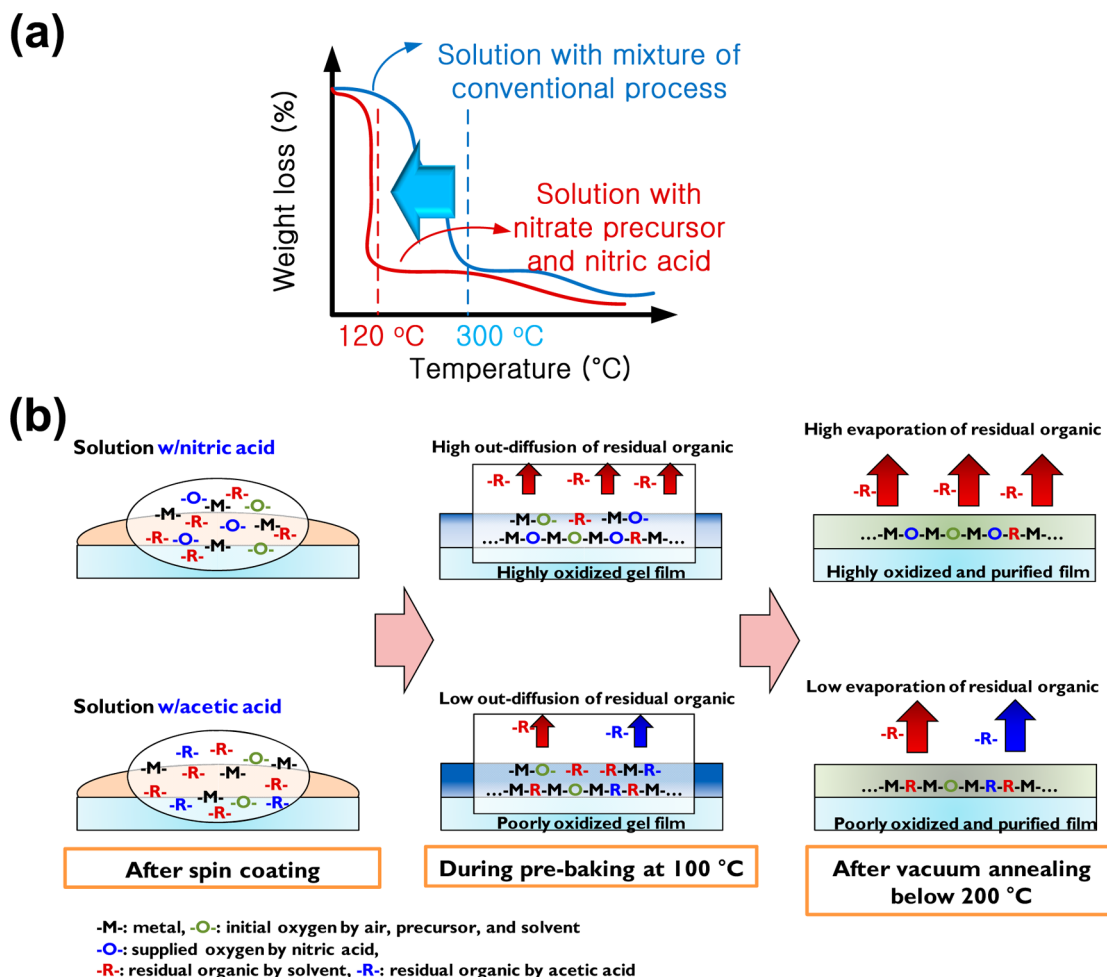 (a)
Solution with mixture of
conventional process
Weight loss (%)
Solution with
nitrate precursor
and nitric acid
120 °C
300 °C
Temperature (°C)
(b)
Solution w/nitric acid
-O- -R-
-M- -M- -O-
-R- -O- -M-
-R- -O- -M- -R-
-R- -O-
High out-diffusion of residual organic
-R- -R- -R-
-M-O- -R- -M-O-
...-M-O-M-O-M-O-R-M-...
Highly oxidized gel film
High evaporation of residual organic
-R- -R- -R-
...-M-O-M-O-M-O-R-M-...
Highly oxidized and purified film
Solution w/acetic acid
-R- -R- -O-
-M- -R- -M- -M-
-R- -M- -R-
-R- -R- -O- -R-
Low out-diffusion of residual organic
-R- -R-
-M-O- -R- -R-M-R-
...-M-R-M-O-M-R-R-M-...
Poorly oxidized gel film
Low evaporation of residual organic
-R- -R-
...-M-R-M-O-M-R-R-M-...
Poorly oxidized and purified film
After spin coating
During pre-baking at 100 °C
After vacuum annealing
below 200 °C
-M-: metal, -O-: initial oxygen by air, precursor, and solvent
-O-: supplied oxygen by nitric acid,
-R-: residual organic by solvent, -R-: residual organic by acetic acid